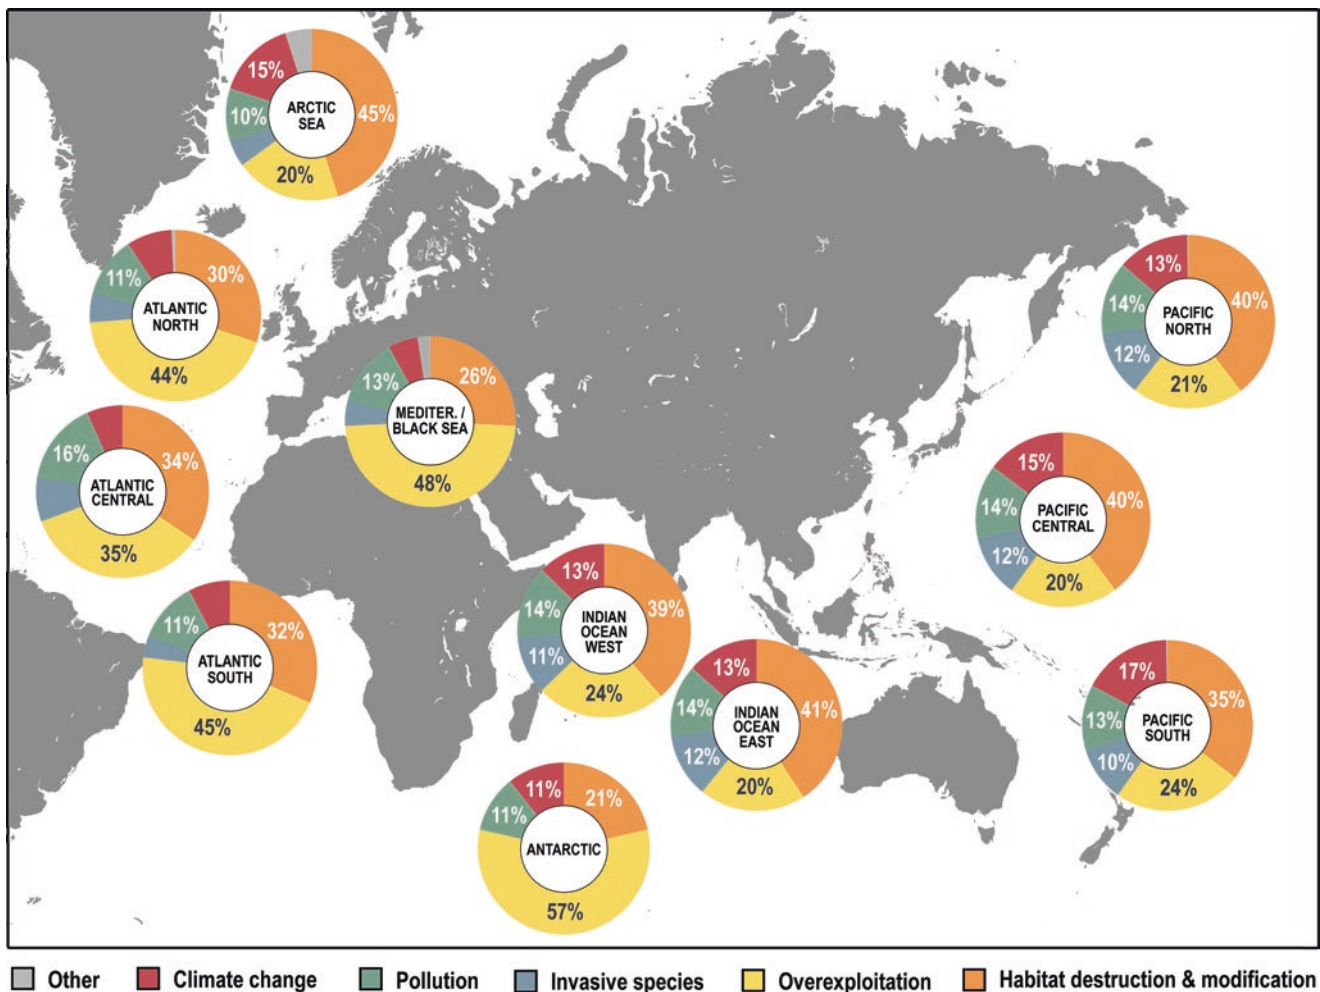 15%
10%
ARCTIC
SEA
45%
20%
11%
30%
ATLANTIC
NORTH
44%
13%
26%
MEDITER. /
BLACK SEA
48%
13%
14%
40%
PACIFIC
NORTH
12%
21%
16%
34%
ATLANTIC
CENTRAL
35%
15%
14%
40%
PACIFIC
CENTRAL
12%
20%
11%
32%
ATLANTIC
SOUTH
45%
13%
14%
39%
INDIAN
OCEAN
WEST
11%
24%
13%
14%
41%
INDIAN
OCEAN
EAST
12%
20%
17%
13%
35%
PACIFIC
SOUTH
10%
24%
11%
21%
11%
ANTARCTIC
57%
Other
Climate change
Pollution
Invasive species
Overexploitation
Habitat destruction & modification